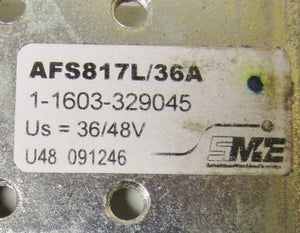 AFS817L/36A
1-1603-329045
Us = 36/48V
SME
U48 091246